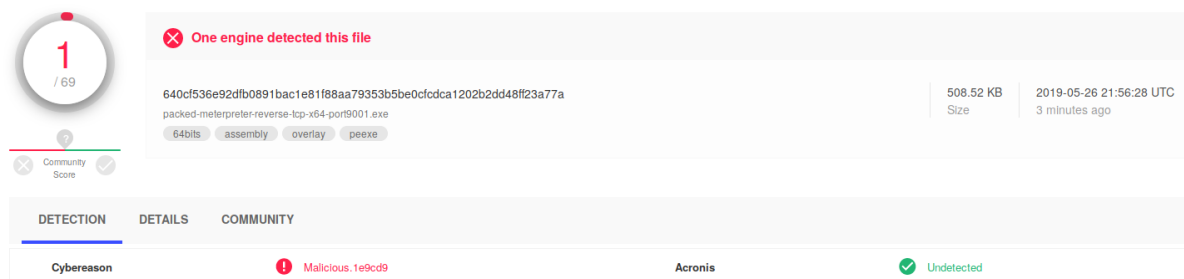 1
/ 69
One engine detected this file
640cf536e92dfb0891bac1e81f88aa79353b5be0cfcdca1202b2dd48ff23a77a
packed-meterpreter-reverse-tcp-x64-port9001.exe
64bits assembly overlay peexe
508.52 KB
Size
2019-05-26 21:56:28 UTC
3 minutes ago
?
Community
Score
DETECTION DETAILS COMMUNITY
Cybereason Malicious.1e9cd9 Acronis Undetected